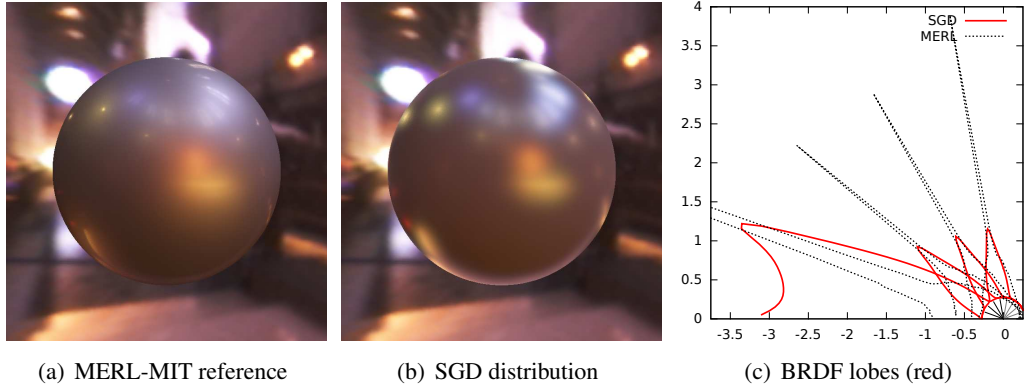 SGD
MERL
4
3.5
3
2.5
2
1.5
1
0.5
0
-3.5 -3 -2.5 -2 -1.5 -1 -0.5 0
(a) MERL-MIT reference (b) SGD distribution (c) BRDF lobes (red)